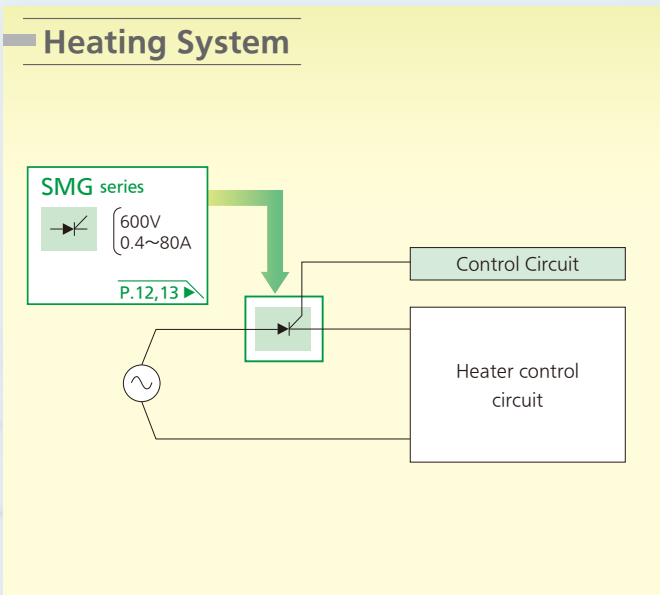 Heating System
SMG series
600V
0.4～80A
P.12,13 ▶
Control Circuit
Heater control
circuit